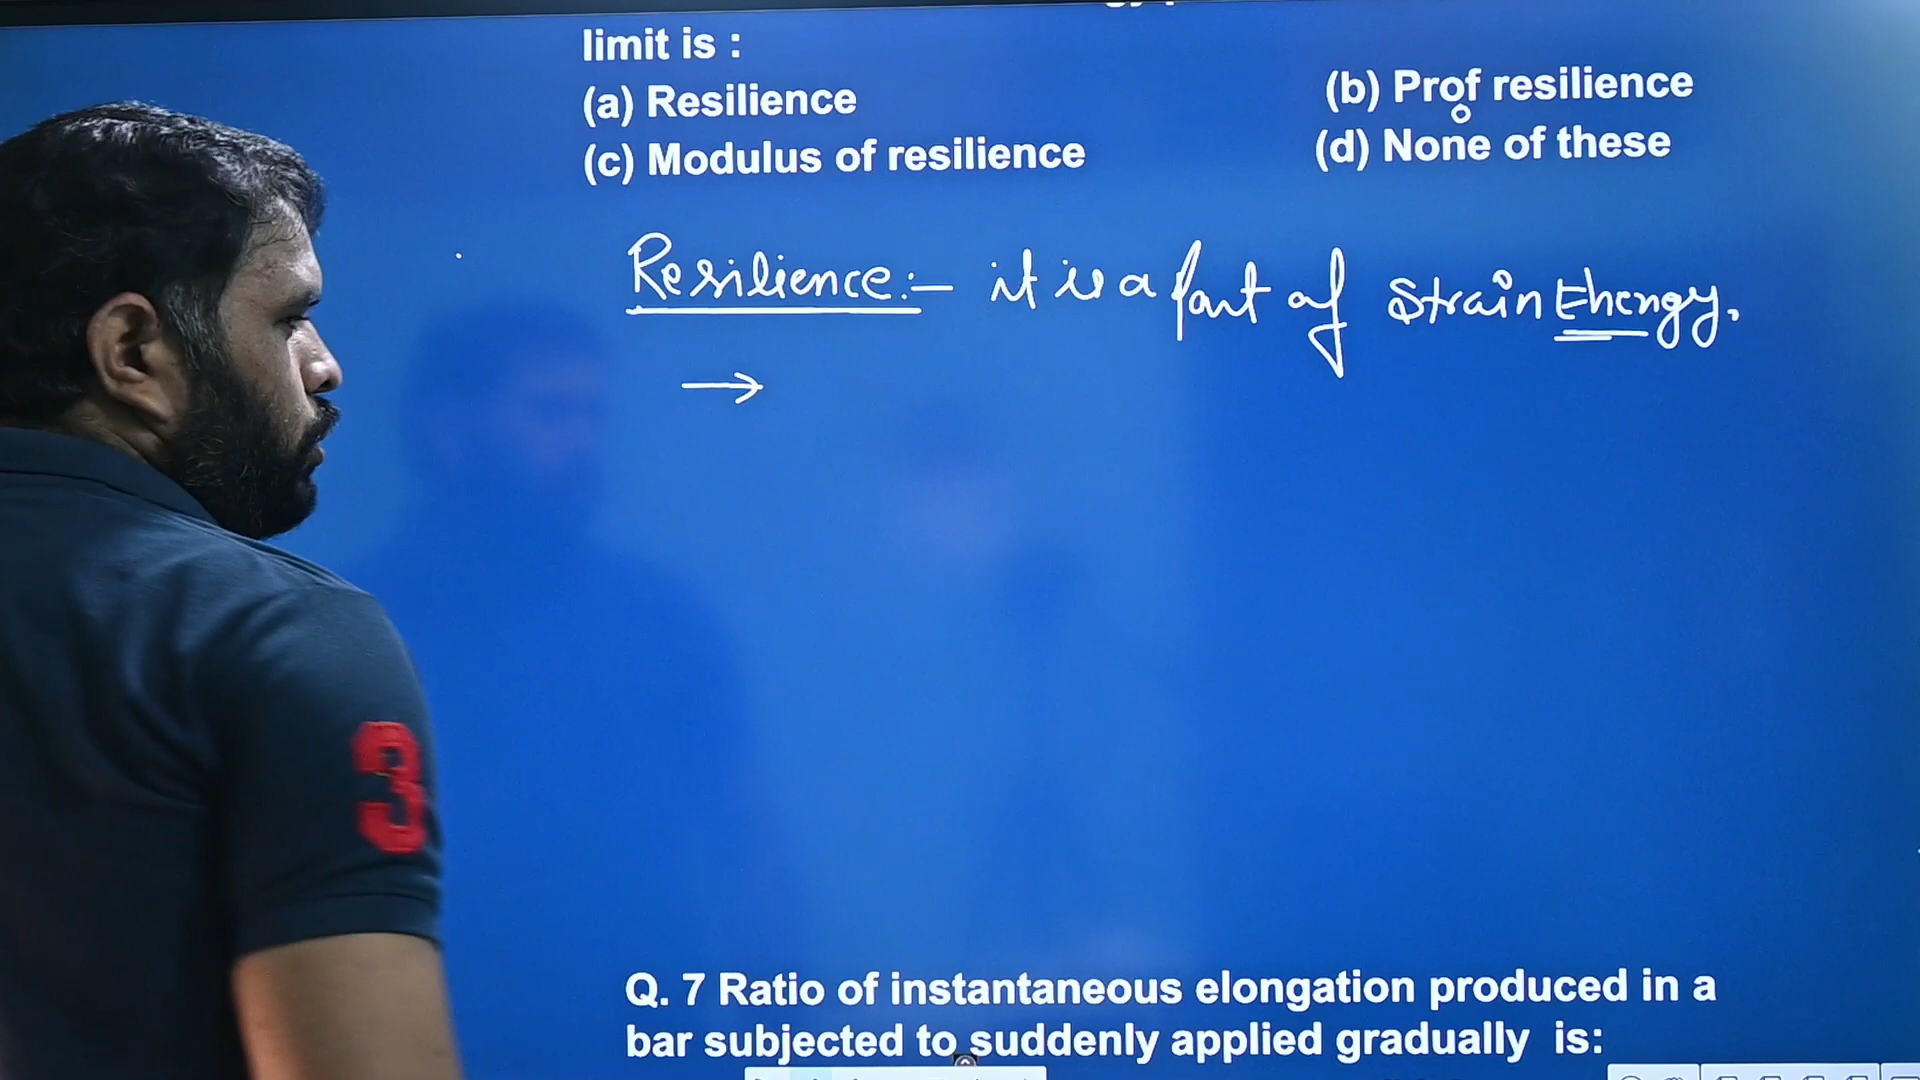 limit is :
(a) Resilience
(b) Prof resilience
(c) Modulus of resilience
(d) None of these
Resilience:- it is a part of Strain Energy.
→
3
Q. 7 Ratio of instantaneous elongation produced in a
bar subjected to suddenly applied gradually is: